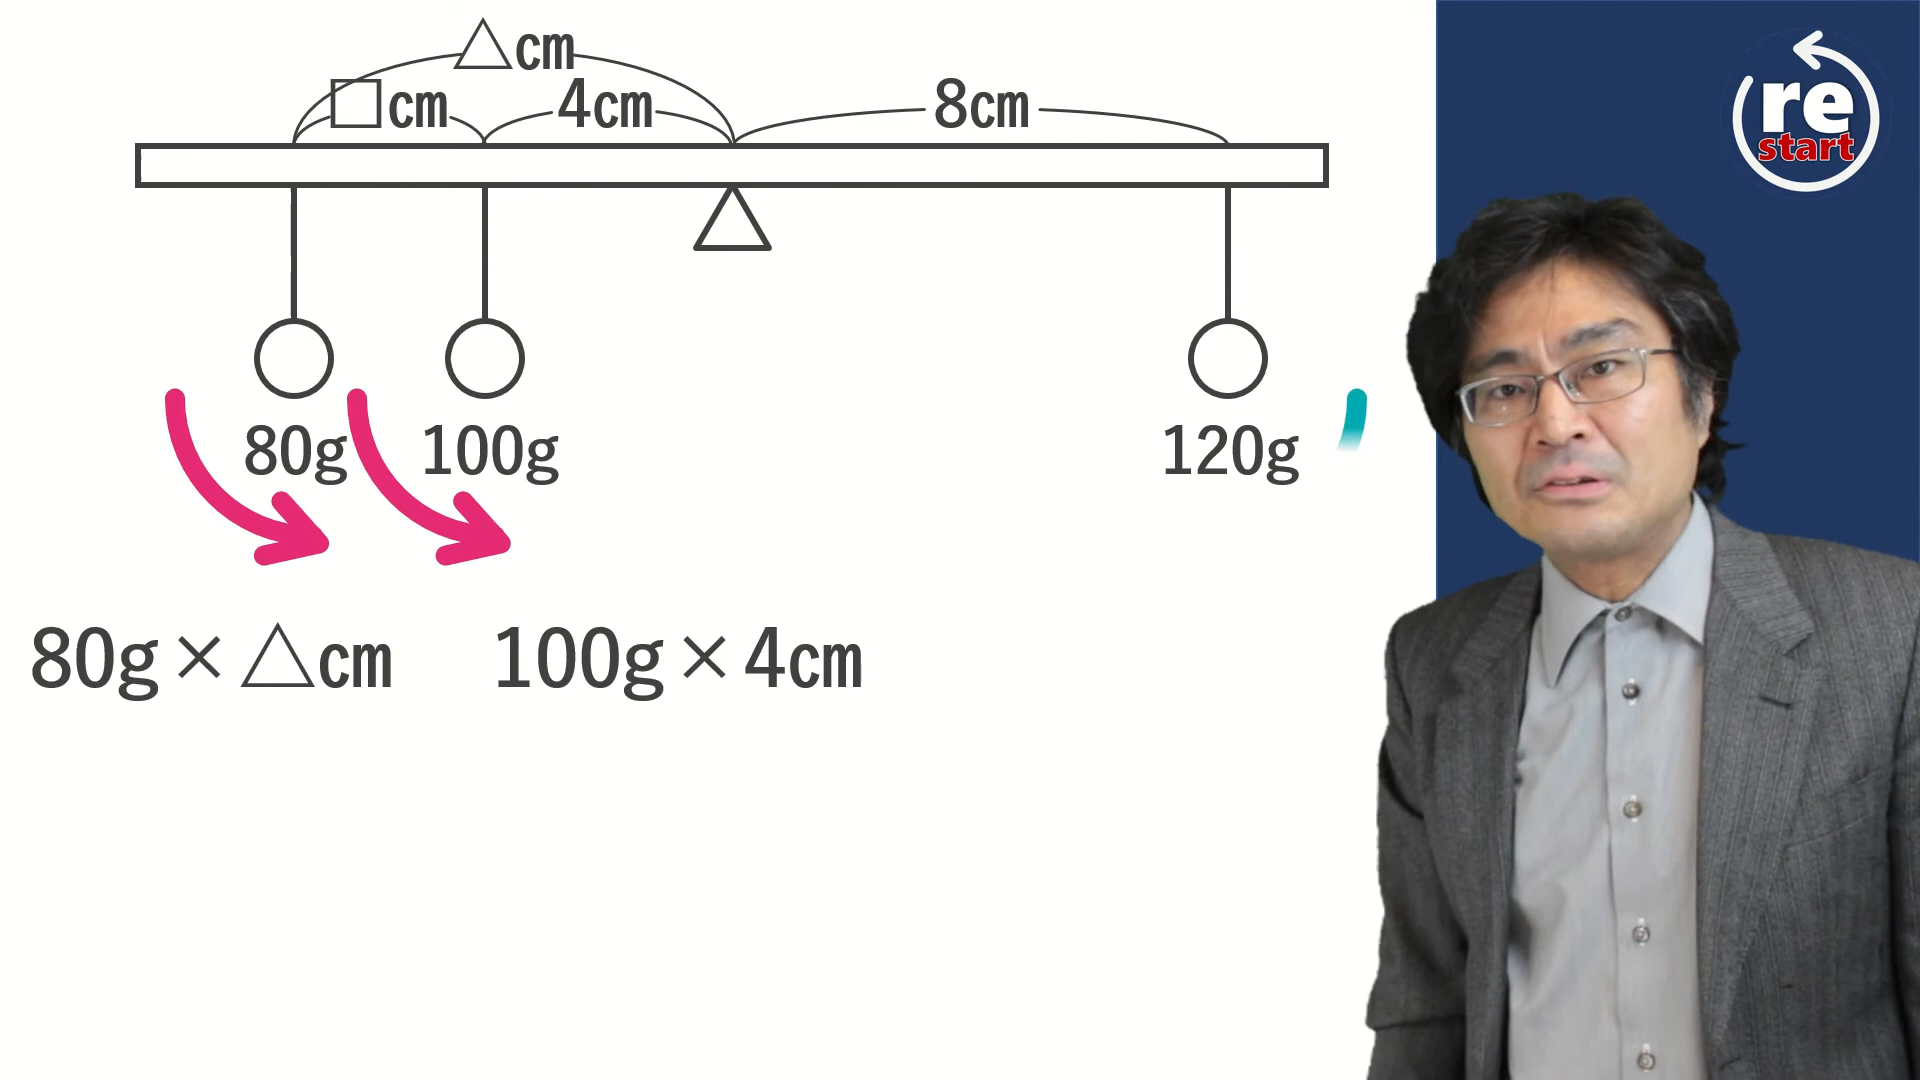 △cm
□cm 4cm 8cm
re
start
80g 100g 120g
80g×△cm 100g×4cm